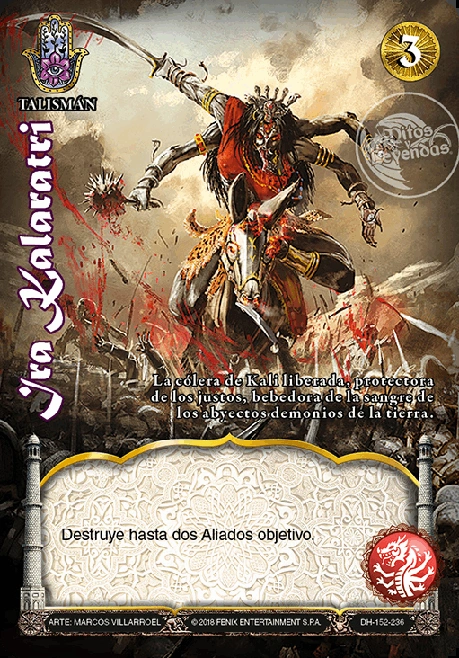 3
TALISMÁN
Mitos y Leyendas
Ira Kalaratri
La cólera de Kali liberada, protectora
de los justos, bebedora de la sangre de
los abyectos demonios de la tierra.
Destruye hasta dos Aliados objetivo.
ARTE: MARCOS VILLARROEL
©2018 FENIX ENTERTAINMENT S.P.A.
DH-152-236